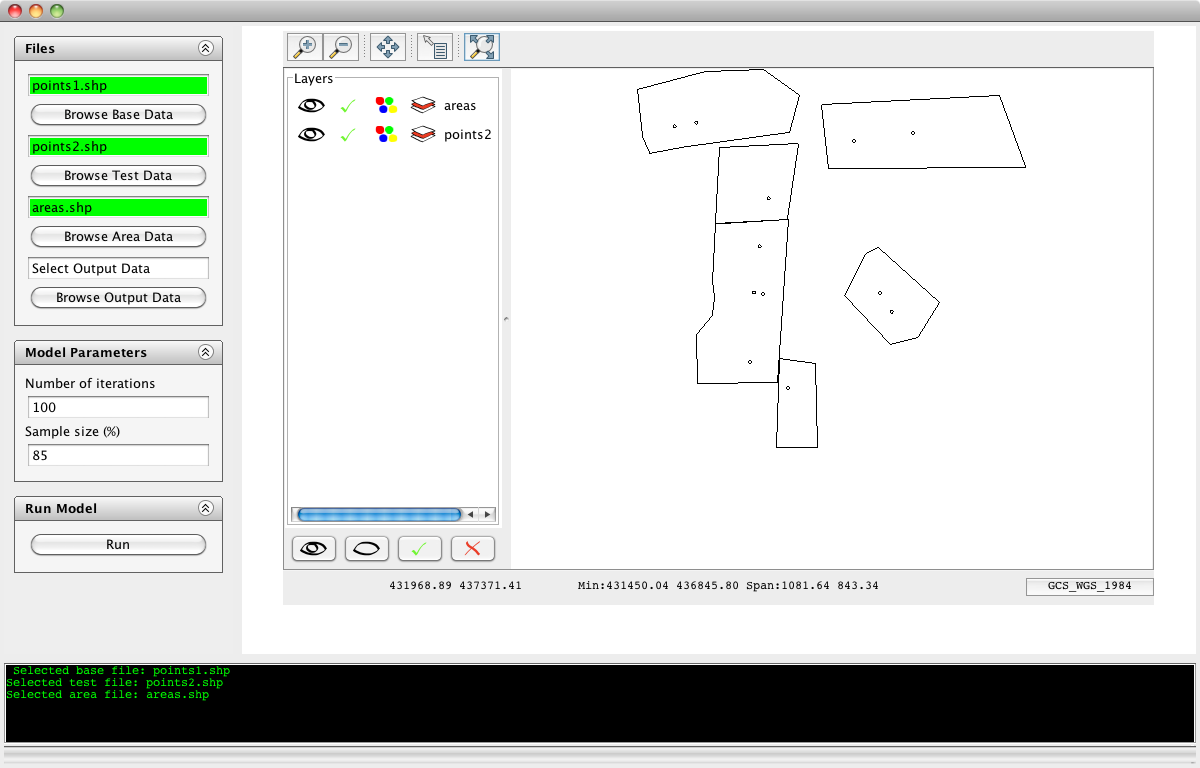 Files
points1.shp
Browse Base Data
points2.shp
Browse Test Data
areas.shp
Browse Area Data
Select Output Data
Browse Output Data
Model Parameters
Number of iterations
100
Sample size (%)
85
Run Model
Run
Layers
areas
points2
431968.89 437371.41
Min:431450.04 436845.80 Span:1081.64 843.34
GCS_WGS_1984
Selected base file: points1.shp
Selected test file: points2.shp
Selected area file: areas.shp